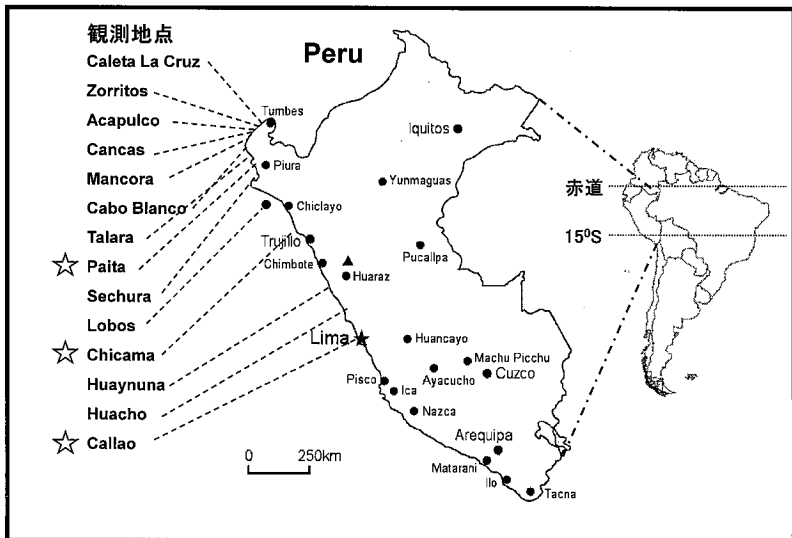 観測地点
Caleta La Cruz
Zorritos
Acapulco
Cancas
Mancora
Cabo Blanco
Talara
Paita
Sechura
Lobos
Chicama
Huaynuna
Huacho
Callao
Peru
Tumbes
Iquitos
Piura
Yunmaguas
Chiclayo
Trujillo
Pucallpa
Chimbote
Huaraz
Lima
Huancayo
Machu Picchu
Pisco
Ayacucho
Cuzco
Ica
Nazca
Arequipa
Matarani
Ilo
Tacna
0 250km
赤道
15⁰S